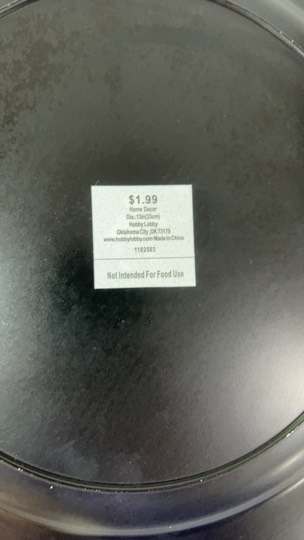 $1.99
Home Decor
Dia.:13in(33cm)
Hobby Lobby
Oklahoma City ,OK 73179
www.hobbylobby.com Made in China
1182593
Not Intended For Food Use